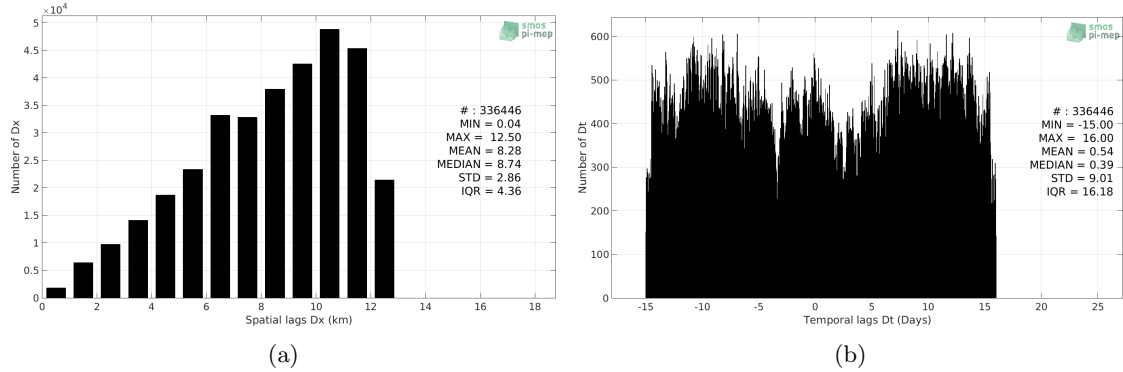 ×10⁴
5
4.5
4
3.5
3
2.5
2
1.5
1
0.5
0
Number of Dx
smos
pi-mep
# : 336446
MIN = 0.04
MAX = 12.50
MEAN = 8.28
MEDIAN = 8.74
STD = 2.86
IQR = 4.36
0 2 4 6 8 10 12 14 16 18
Spatial lags Dx (km)
(a)
600
500
400
300
200
100
0
Number of Dt
smos
pi-mep
# : 336446
MIN = -15.00
MAX = 16.00
MEAN = 0.54
MEDIAN = 0.39
STD = 9.01
IQR = 16.18
-15 -10 -5 0 5 10 15 20 25
Temporal lags Dt (Days)
(b)